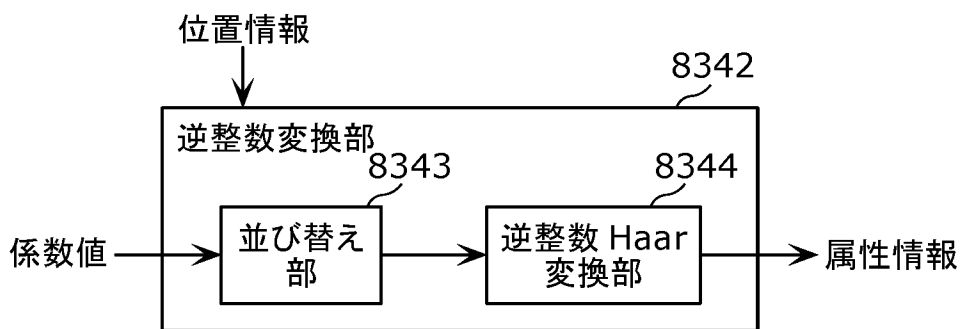 位置情報
8342
逆整数変換部
8343
8344
係数値
並び替え
部
逆整数 Haar
変換部
属性情報